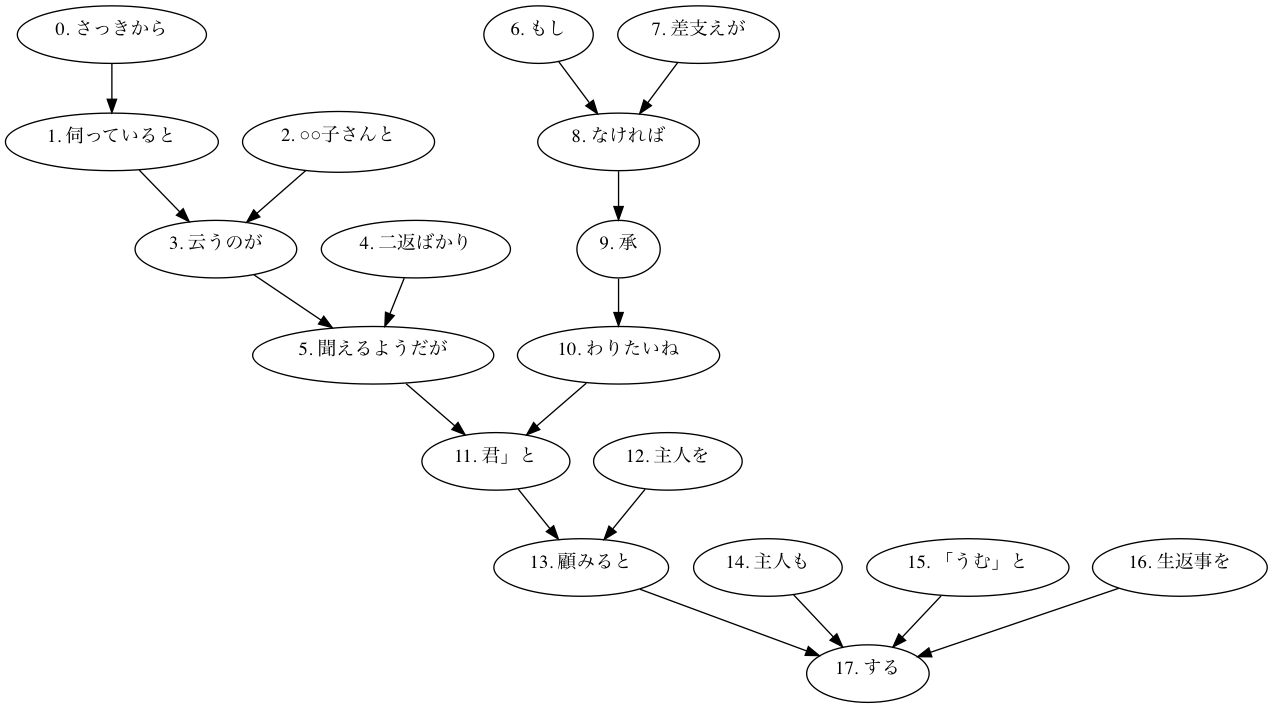 0. さっきから
6. もし
7. 差支えが
1. 伺っていると
2. ○○子さんと
8. なければ
3. 云うのが
4. 二返ばかり
9. 承
5. 聞えるようだが
10. わりたいね
11. 君」と
12. 主人を
13. 顧みると
14. 主人も
15. 「うむ」と
16. 生返事を
17. する